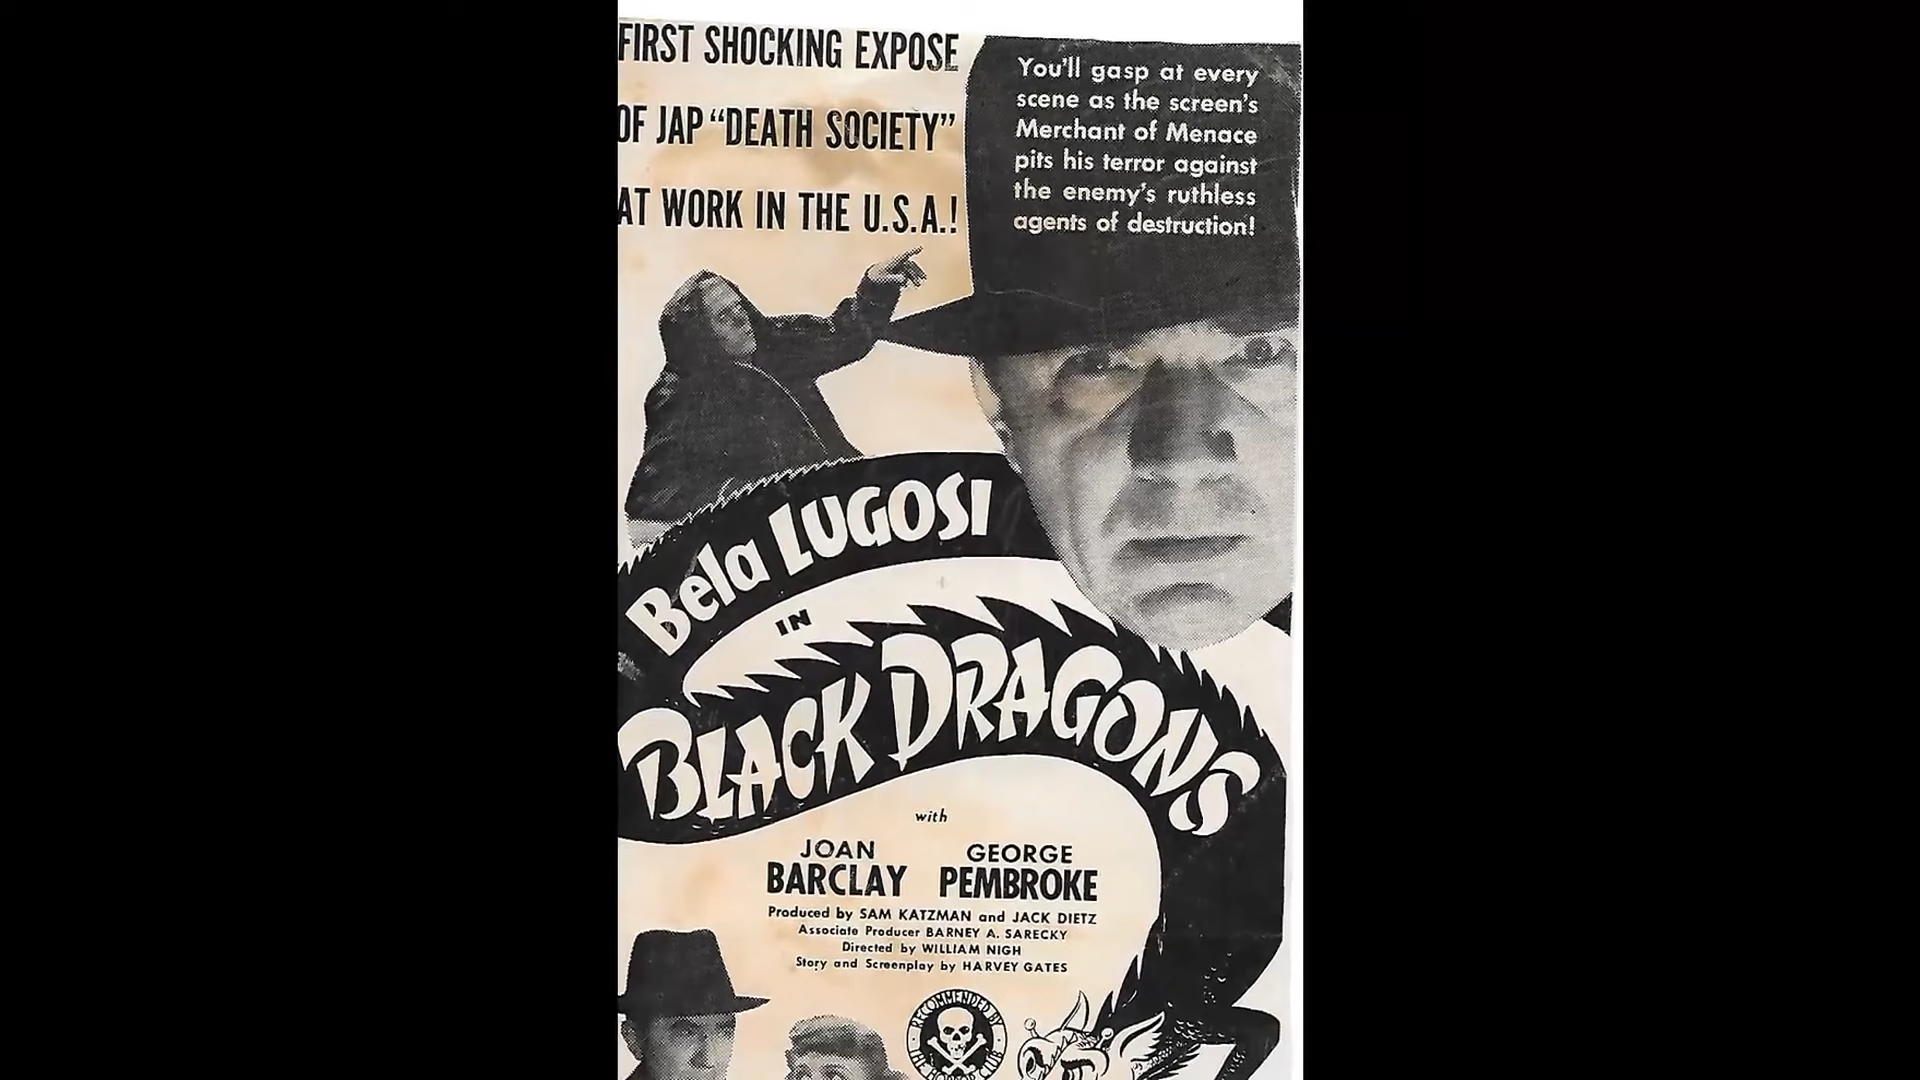 FIRST SHOCKING EXPOSE
OF JAP "DEATH SOCIETY"
AT WORK IN THE U.S.A.!
You'll gasp at every
scene as the screen's
Merchant of Menace
pits his terror against
the enemy's ruthless
agents of destruction!
Bela LUGOSI
IN
BLACK DRAGONS
with
JOAN
BARCLAY
GEORGE
PEMBROKE
Produced by SAM KATZMAN and JACK DIETZ
Associate Producer BARNEY A. SARECKY
Directed by WILLIAM NIGH
Story and Screenplay by HARVEY GATES
RECOMMENDED BY
THE HORROR CLUB